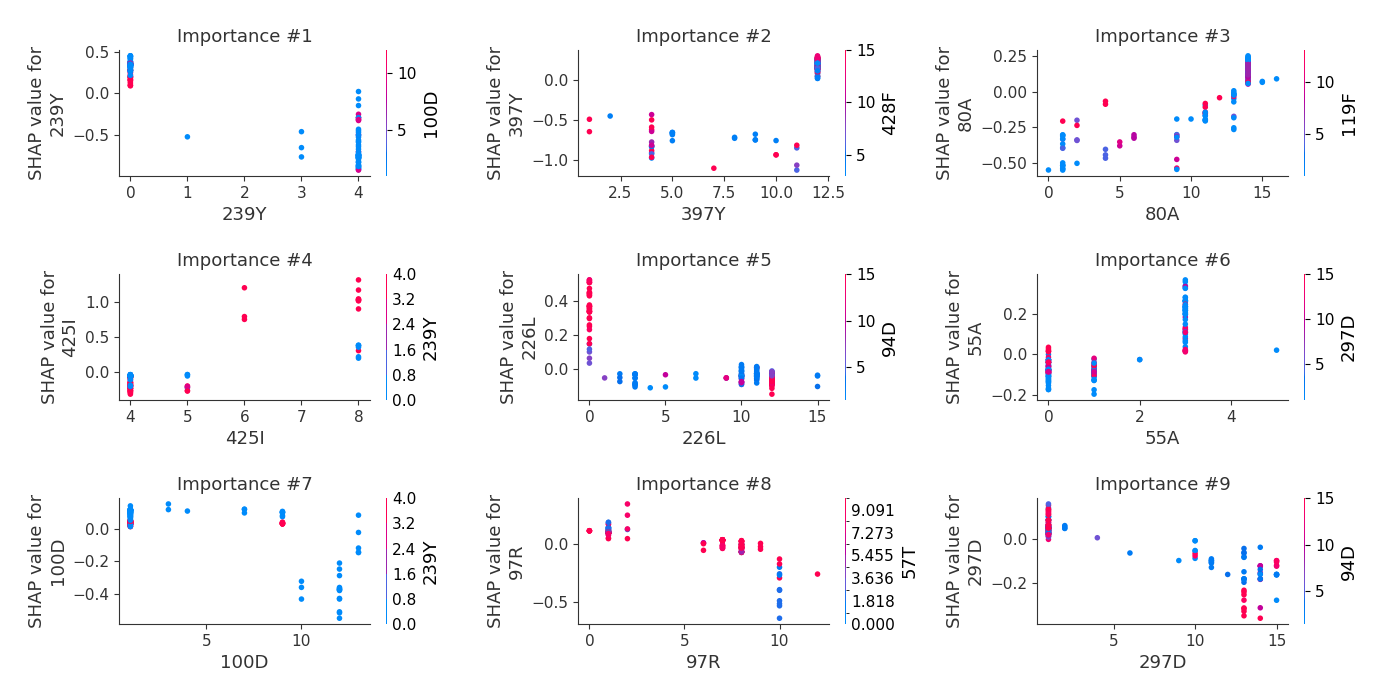 Importance #1
SHAP value for
239Y
0.5
0.0
−0.5
0
1
2
3
4
239Y
10
5
100D
Importance #2
SHAP value for
397Y
0.0
−0.5
−1.0
2.5
5.0
7.5
10.0
12.5
397Y
15
10
5
428F
Importance #3
SHAP value for
80A
0.25
0.00
−0.25
−0.50
0
5
10
15
80A
10
5
119F
Importance #4
SHAP value for
425I
1.0
0.5
0.0
4
5
6
7
8
425I
4.0
3.2
2.4
1.6
0.8
0.0
239Y
Importance #5
SHAP value for
226L
0.4
0.2
0.0
0
5
10
15
226L
15
10
5
94D
Importance #6
SHAP value for
55A
0.2
0.0
−0.2
0
2
4
55A
15
10
5
297D
Importance #7
SHAP value for
100D
0.0
−0.2
−0.4
5
10
100D
4.0
3.2
2.4
1.6
0.8
0.0
239Y
Importance #8
SHAP value for
97R
0.0
−0.5
0
5
10
97R
9.091
7.273
5.455
3.636
1.818
0.000
57T
Importance #9
SHAP value for
297D
0.0
−0.2
5
10
15
297D
15
10
5
94D